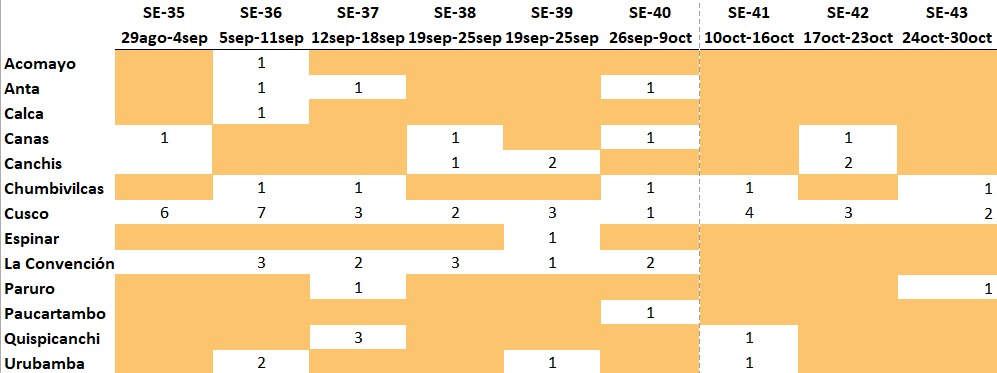 SE-35 SE-36 SE-37 SE-38 SE-39 SE-40 SE-41 SE-42 SE-43
29ago-4sep 5sep-11sep 12sep-18sep 19sep-25sep 19sep-25sep 26sep-9oct 10oct-16oct 17oct-23oct 24oct-30oct
Acomayo 1
Anta 1 1 1
Calca 1
Canas 1 1 1 1
Canchis 1 2 2
Chumbivilcas 1 1 1 1 1
Cusco 6 7 3 2 3 1 4 3 2
Espinar 1
La Convención 3 2 3 1 2
Paruro 1 1
Paucartambo 1
Quispicanchi 3 1
Urubamba 2 1 1